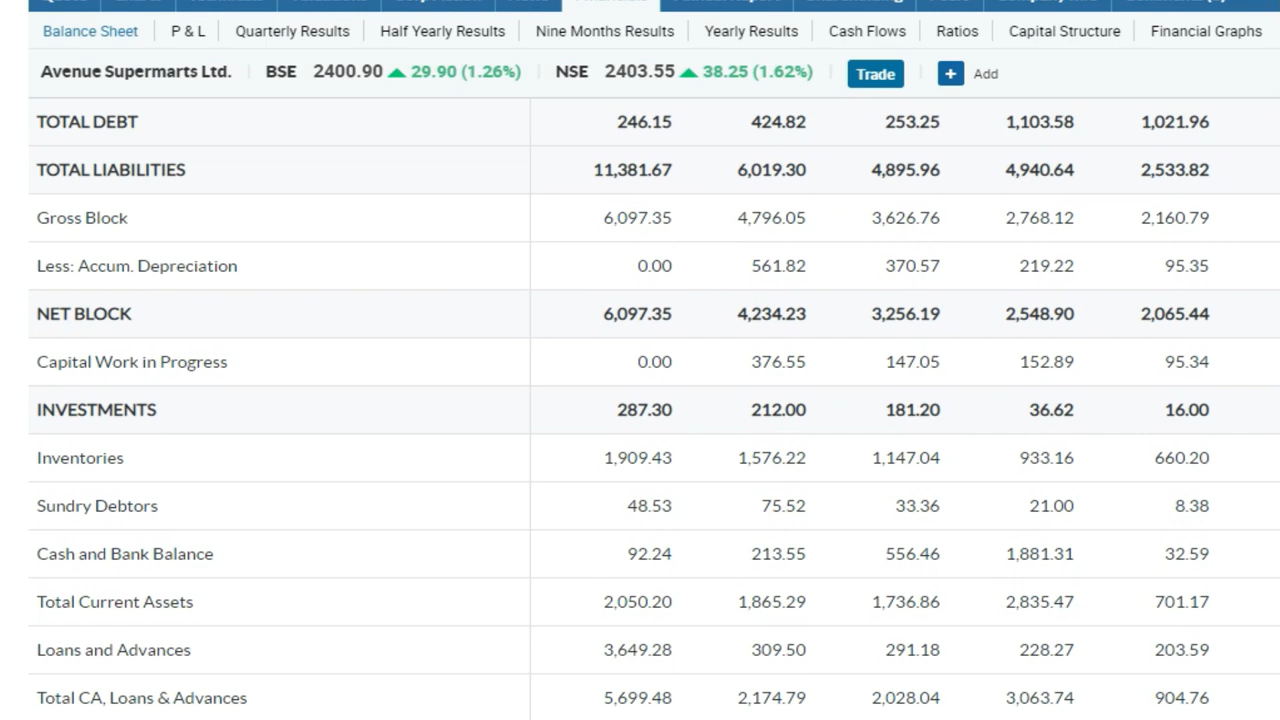 Balance Sheet P & L Quarterly Results Half Yearly Results Nine Months Results Yearly Results Cash Flows Ratios Capital Structure Financial Graphs
Avenue Supermarts Ltd. BSE 2400.90 29.90 (1.26%) NSE 2403.55 38.25 (1.62%) Trade + Add
TOTAL DEBT 246.15 424.82 253.25 1,103.58 1,021.96
TOTAL LIABILITIES 11,381.67 6,019.30 4,895.96 4,940.64 2,533.82
Gross Block 6,097.35 4,796.05 3,626.76 2,768.12 2,160.79
Less: Accum. Depreciation 0.00 561.82 370.57 219.22 95.35
NET BLOCK 6,097.35 4,234.23 3,256.19 2,548.90 2,065.44
Capital Work in Progress 0.00 376.55 147.05 152.89 95.34
INVESTMENTS 287.30 212.00 181.20 36.62 16.00
Inventories 1,909.43 1,576.22 1,147.04 933.16 660.20
Sundry Debtors 48.53 75.52 33.36 21.00 8.38
Cash and Bank Balance 92.24 213.55 556.46 1,881.31 32.59
Total Current Assets 2,050.20 1,865.29 1,736.86 2,835.47 701.17
Loans and Advances 3,649.28 309.50 291.18 228.27 203.59
Total CA, Loans & Advances 5,699.48 2,174.79 2,028.04 3,063.74 904.76